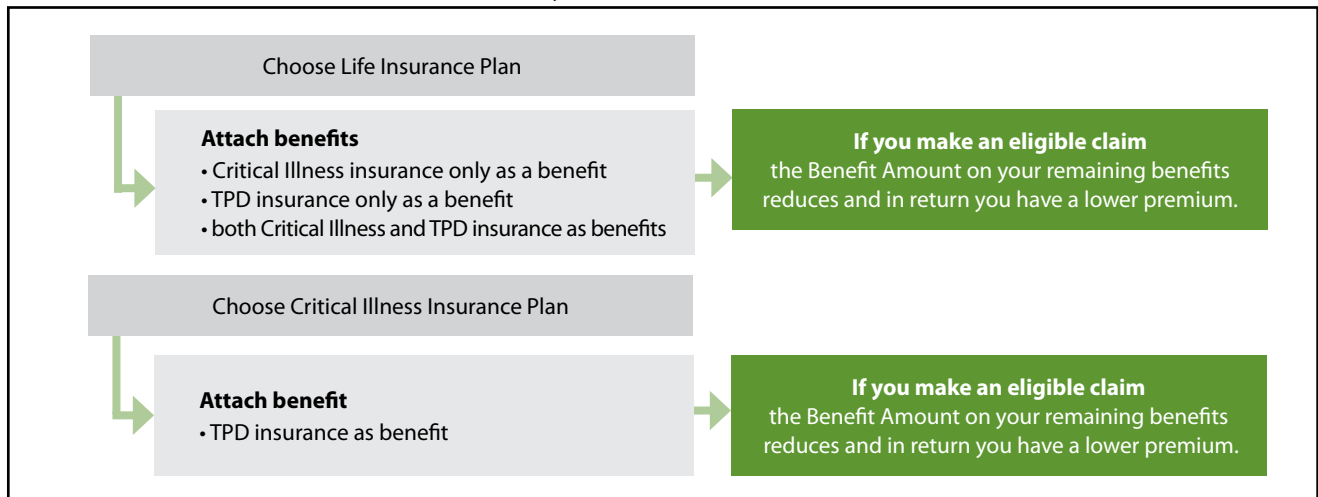 Choose Life Insurance Plan
Attach benefits
• Critical Illness insurance only as a benefit
• TPD insurance only as a benefit
• both Critical Illness and TPD insurance as benefits
If you make an eligible claim
the Benefit Amount on your remaining benefits
reduces and in return you have a lower premium.
Choose Critical Illness Insurance Plan
Attach benefit
• TPD insurance as benefit
If you make an eligible claim
the Benefit Amount on your remaining benefits
reduces and in return you have a lower premium.